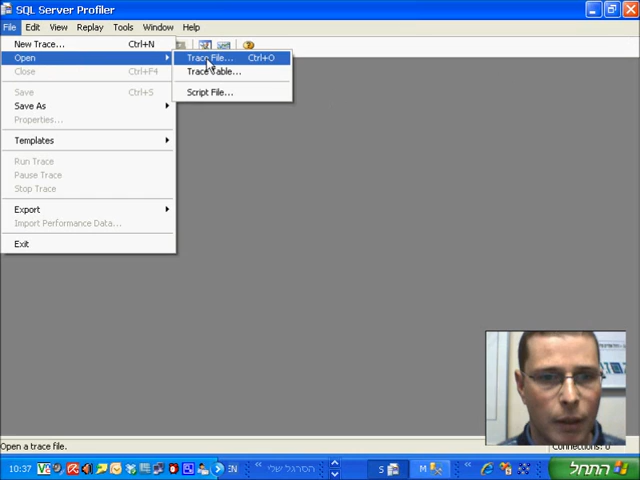 SQL Server Profiler
File Edit View Replay Tools Window Help
New Trace... Ctrl+N
Open
Trace File... Ctrl+O
Trace Table...
Script File...
Close Ctrl+F4
Save Ctrl+S
Save As
Properties...
Templates
Run Trace
Pause Trace
Stop Trace
Export
Import Performance Data...
Exit
Open a trace file.
Connections: 0
10:37
EN
הסרגל שלי
S
M
התחל